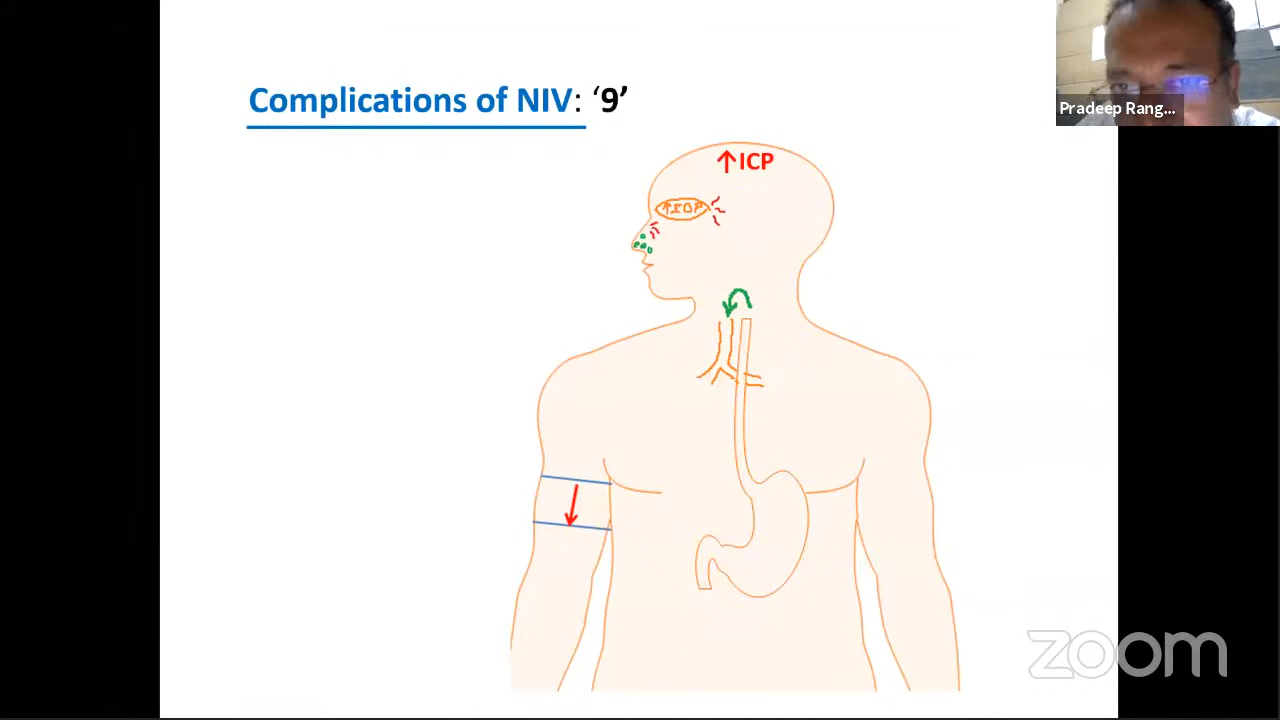 Complications of NIV: ‘9’
↑ICP
↑IOP
Pradeep Rang...
zoom